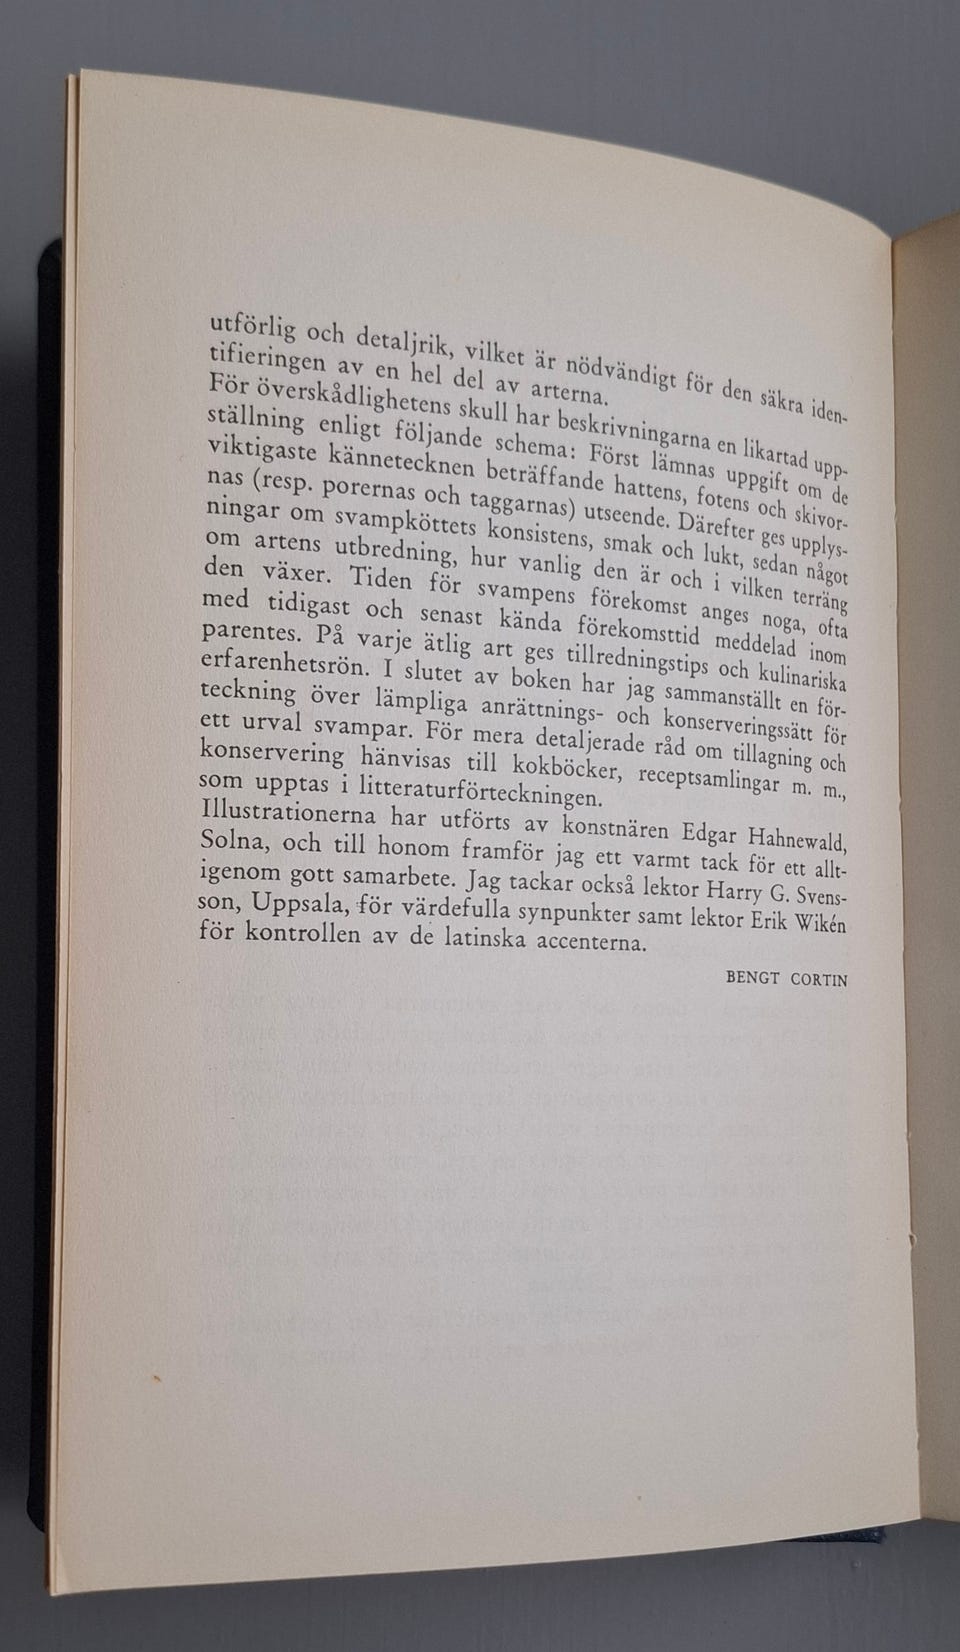 utförlig och detaljrik, vilket är nödvändigt för den säkra iden-
tifieringen av en hel del av arterna.
För överskådlighetens skull har beskrivningarna en likartad upp-
ställning enligt följande schema: Först lämnas uppgift om de
viktigaste kännetecknen beträffande hattens, fotens och skivor-
nas (resp. porernas och taggarnas) utseende. Därefter ges upplys-
ningar om svampköttets konsistens, smak och lukt, sedan något
om artens utbredning, hur vanlig den är och i vilken terräng
den växer. Tiden för svampens förekomst anges noga, ofta
med tidigast och senast kända förekomsttid meddelad inom
parentes. På varje ätlig art ges tillredningstips och kulinariska
erfarenhetsrön. I slutet av boken har jag sammanställt en för-
teckning över lämpliga anrättnings- och konserveringssätt för
ett urval svampar. För mera detaljerade råd om tillagning och
konservering hänvisas till kokböcker, receptsamlingar m. m.,
som upptas i litteraturförteckningen.
Illustrationerna har utförts av konstnären Edgar Hahnewald,
Solna, och till honom framför jag ett varmt tack för ett allt-
igenom gott samarbete. Jag tackar också lektor Harry G. Svens-
son, Uppsala, för värdefulla synpunkter samt lektor Erik Wikén
för kontrollen av de latinska accenterna.
BENGT CORTIN